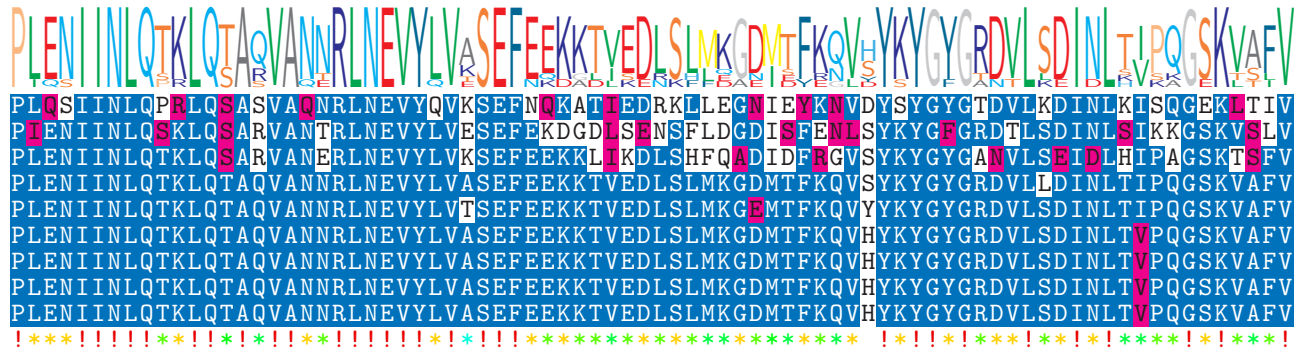 PLENIINLQTKLQTAQVANNRLNEVYLVASEFEEKKTVEDLSLMKGDMTFKQVHYKYGYGRDVLSDINLTIPQGSKVAFV
PLQSIINLQPRLQSASVAQNRLNEVYQVKSEFNQKATIEDRKLLEGNIEYKNVDYSYGYGTDVLKDINLKISQGEKLTIV
PIENIINLQSKLQSARVANTRLNEVYLVESEFEKDGDLSENSFLDGDISFENLSYKYGFGRDTLSDINLSIKKGSKVSLV
PLENIINLQTKLQSARVANERLNEVYLVKSEFEEKKLIKDLSHFQADIDFRGVSYKYGYGANVLSEIDLHIPAGSKTSFV
PLENIINLQTKLQTAQVANNRLNEVYLVASEFEEKKTVEDLSLMKGDMTFKQVSYKYGYGRDVLLDINLTIPQGSKVAFV
PLENIINLQTKLQTAQVANNRLNEVYLVTSEFEEKKTVEDLSLMKGEMTFKQVYYKYGYGRDVLSDINLTIPQGSKVAFV
PLENIINLQTKLQTAQVANNRLNEVYLVASEFEEKKTVEDLSLMKGDMTFKQVHYKYGYGRDVLSDINLTVPQGSKVAFV
PLENIINLQTKLQTAQVANNRLNEVYLVASEFEEKKTVEDLSLMKGDMTFKQVHYKYGYGRDVLSDINLTVPQGSKVAFV
PLENIINLQTKLQTAQVANNRLNEVYLVASEFEEKKTVEDLSLMKGDMTFKQVHYKYGYGRDVLSDINLTVPQGSKVAFV
PLENIINLQTKLQTAQVANNRLNEVYLVASEFEEKKTVEDLSLMKGDMTFKQVHYKYGYGRDVLSDINLTVPQGSKVAFV
!***!!!!!**!!*!*!!**!!!!!!*!*!!!********************* !*!!*!***!**!*!****!*!***!